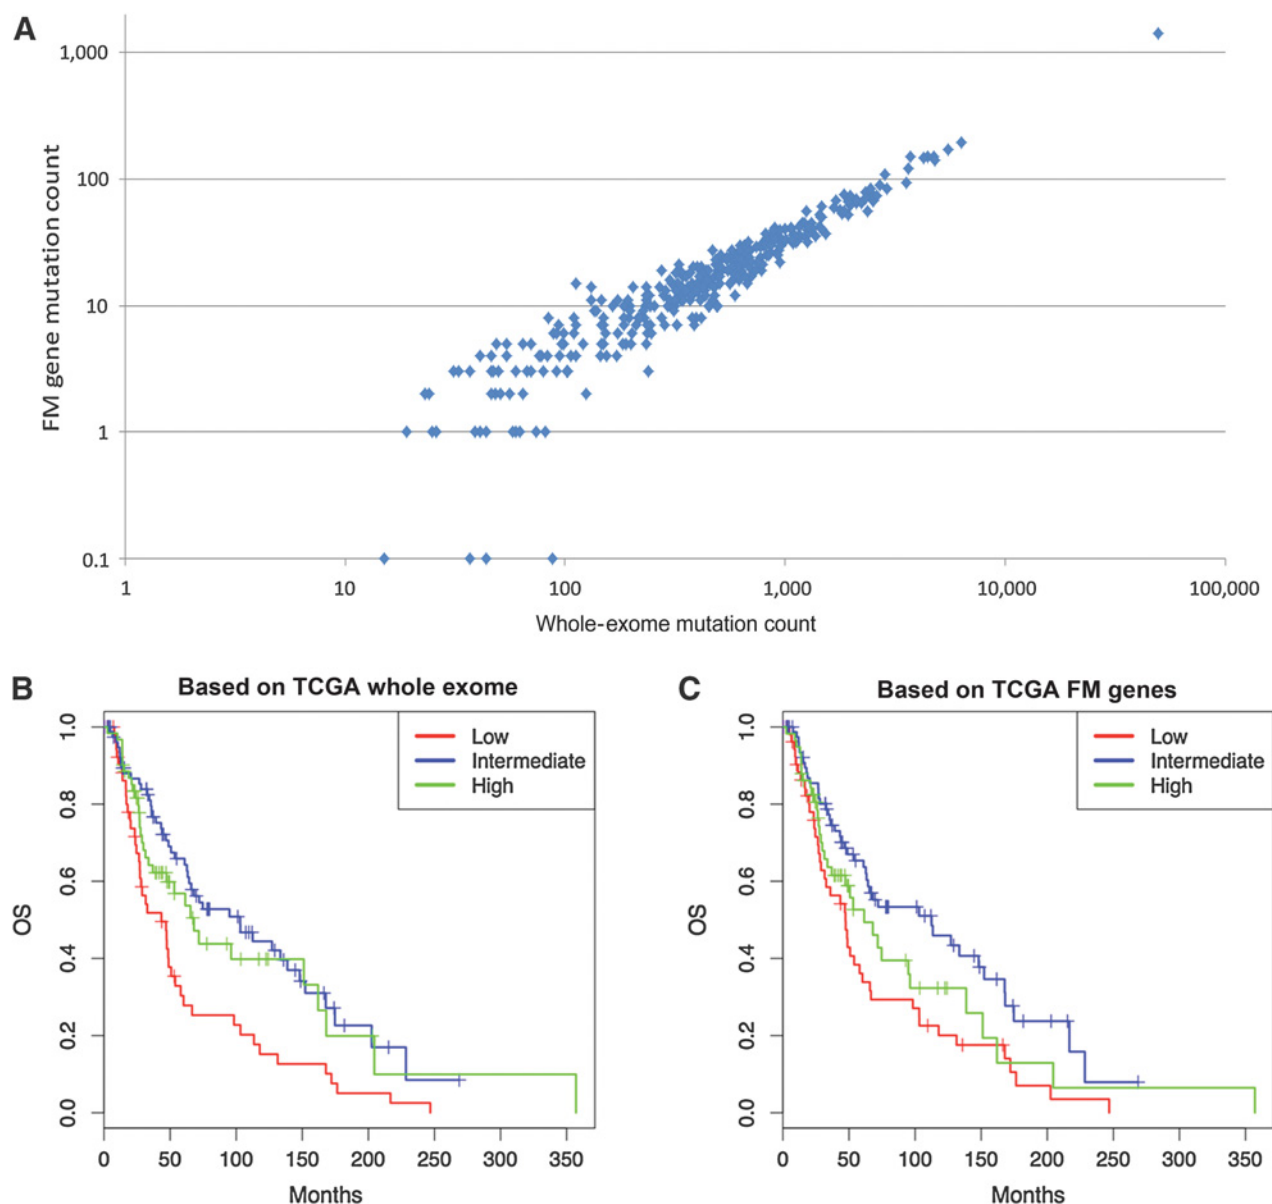 A
FM gene mutation count
1,000
100
10
1
0.1
1 10 100 1,000 10,000 100,000
Whole-exome mutation count
B
Based on TCGA whole exome
Low
Intermediate
High
OS
1.0
0.8
0.6
0.4
0.2
0.0
0 50 100 150 200 250 300 350
Months
C
Based on TCGA FM genes
Low
Intermediate
High
OS
1.0
0.8
0.6
0.4
0.2
0.0
0 50 100 150 200 250 300 350
Months